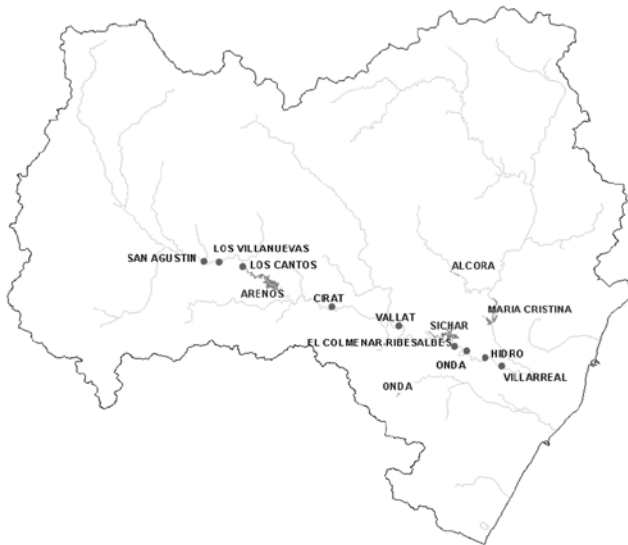 LOS VILLANUEVAS
SAN AGUSTIN
LOS CANTOS
ALCORA
ARENOS
CIRAT
MARIA CRISTINA
VALLAT
SICHAR
EL COLMENAR-RIBESALBES
HIDRO
ONDA
VILLARREAL
ONDA